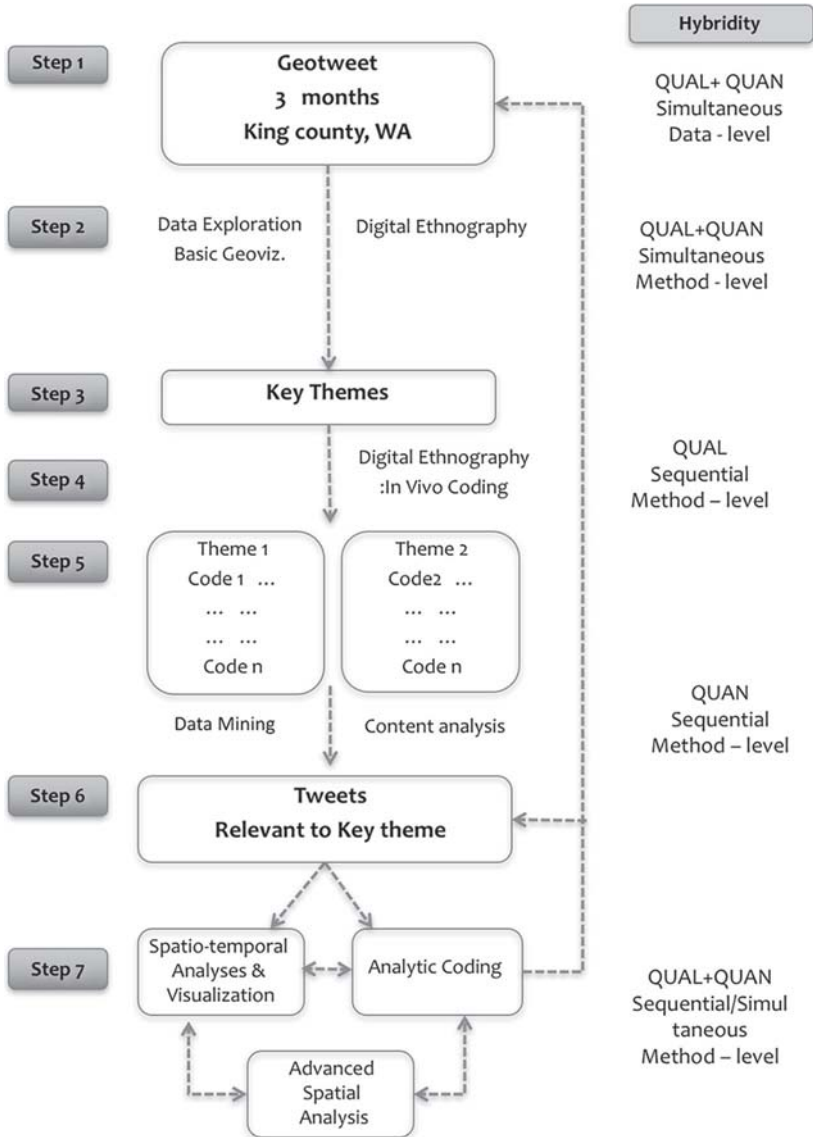 Hybridity
Step 1
Geotweet
3 months
King county, WA
QUAL+ QUAN
Simultaneous
Data - level
Step 2
Data Exploration
Basic Geoviz.
Digital Ethnography
QUAL+QUAN
Simultaneous
Method - level
Step 3
Key Themes
Step 4
Digital Ethnography
:In Vivo Coding
QUAL
Sequential
Method – level
Step 5
Theme 1
Code 1 ...
... ...
... ...
Code n
Theme 2
Code2 ...
... ...
... ...
Code n
Data Mining
Content analysis
QUAN
Sequential
Method – level
Step 6
Tweets
Relevant to Key theme
Step 7
Spatio-temporal
Analyses &
Visualization
Analytic Coding
QUAL+QUAN
Sequential/Simul
taneous
Method – level
Advanced
Spatial
Analysis